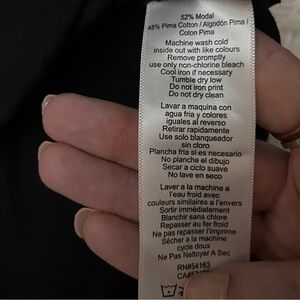 52% Modal
48% Pima Cotton / Algodón Pima /
Coton Pima
Machine wash cold
inside out with like colours
Remove promptly
use only non-chlorine bleach
Cool iron if necessary
Tumble dry low
Do not iron print
Do not dry clean
Lavar a maquina con
agua fria y colores
iguales al reverso
Retirar rapidamente
Use solo blanqueador
sin cloro
Plancha fria si es necesario
No planche el dibujo
Secar a ciclo suave
No lave en seco
Laver a la machine a
l'eau froid avec
couleurs similaires a l'envers
Sortir immédiatement
Blanchir sans chlore
Repasser au fer froid
Ne pas repasser l'imprime
Sécher a la machine
cycle doux
Ne Pas Nettoyer A Sec
RN#54163